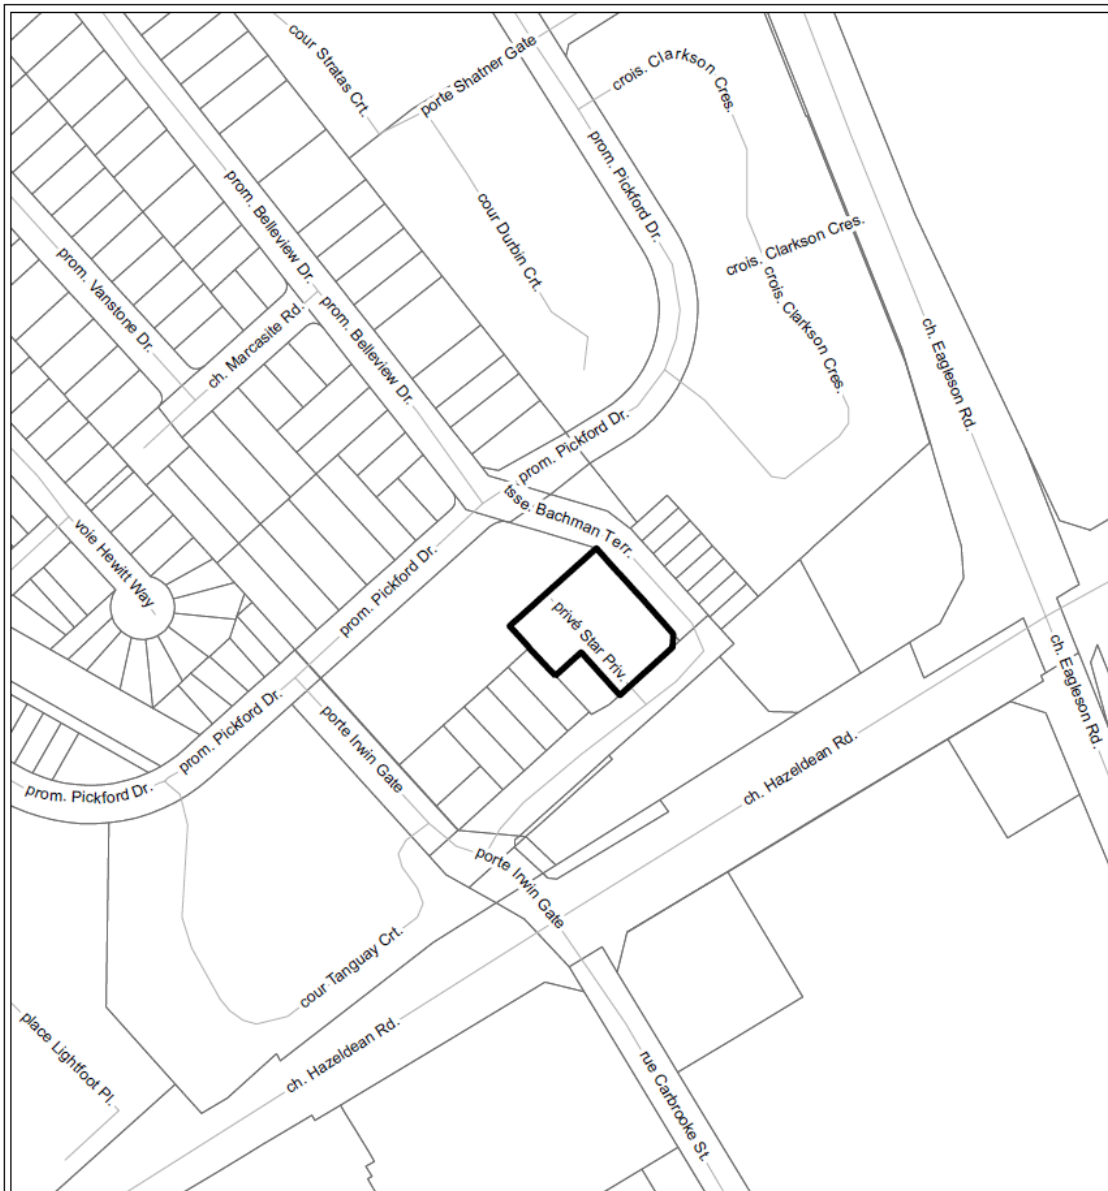 cour Stratas Crt.
porte Shatner Gate
crois. Clarkson Cres.
prom. Pickford Dr.
prom. Belleview Dr.
cour Durbin Crt.
crois. Clarkson Cres.
crois. Clarkson Cres.
prom. Vanstone Dr.
ch. Marcasite Rd.
prom. Belleview Dr.
ch. Eagleson Rd.
prom. Pickford Dr.
tsse. Bachman Terr.
voie Hewitt Way
prom. Pickford Dr.
privé Star Priv.
ch. Eagleson Rd.
prom. Pickford Dr.
porte Irwin Gate
prom. Pickford Dr.
ch. Hazeldean Rd.
porte Irwin Gate
cour Tanguay Crt.
place Lightfoot Pl.
ch. Hazeldean Rd.
rue Carbrooke St.